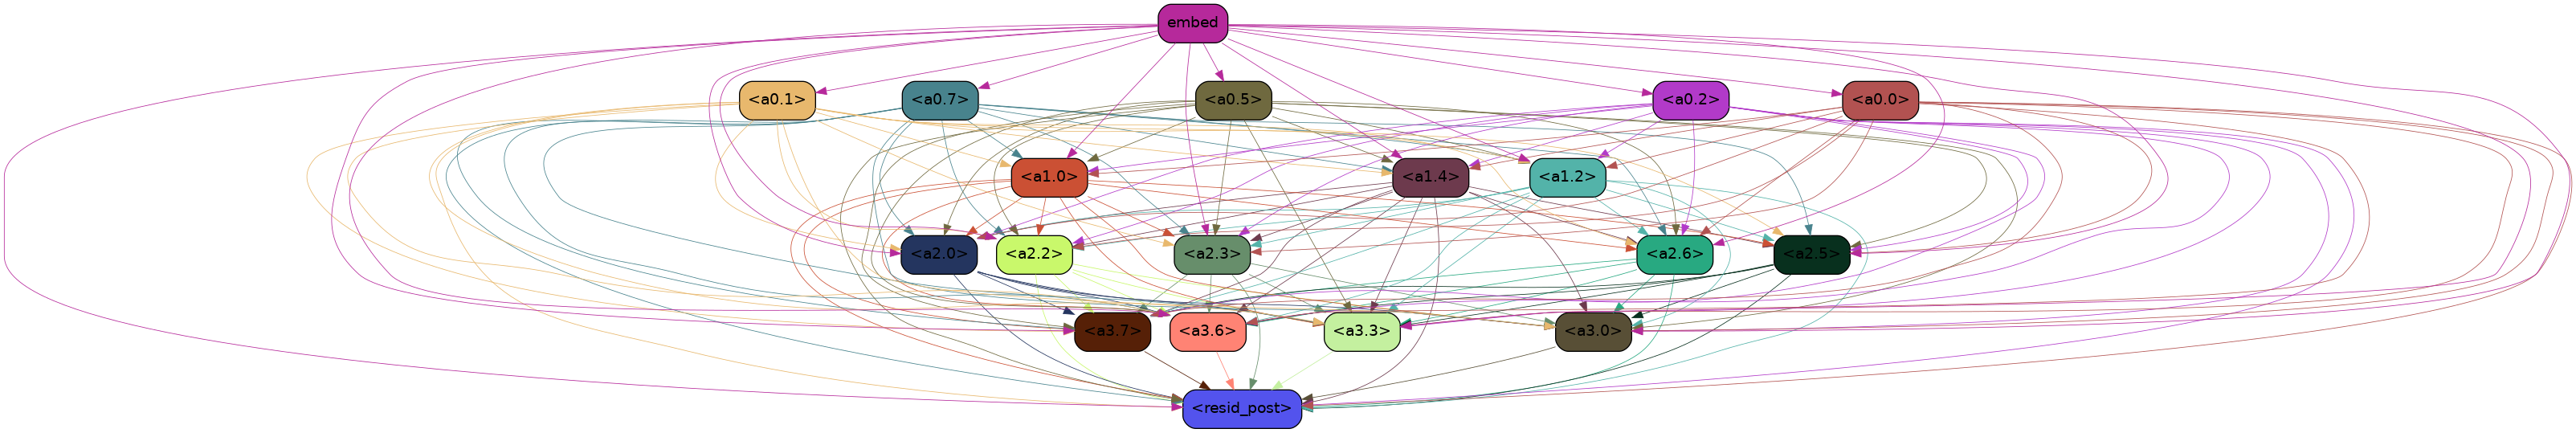 embed
<a0.1>
<a0.7>
<a0.5>
<a0.2>
<a0.0>
<a1.0>
<a1.4>
<a1.2>
<a2.0>
<a2.2>
<a2.3>
<a2.6>
<a2.5>
<a3.7>
<a3.6>
<a3.3>
<a3.0>
<resid_post>